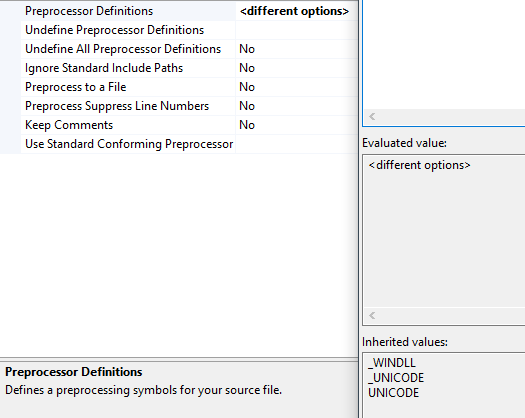 Preprocessor Definitions <different options>
Undefine Preprocessor Definitions
Undefine All Preprocessor Definitions No
Ignore Standard Include Paths No
Preprocess to a File No
Preprocess Suppress Line Numbers No
Keep Comments No
Use Standard Conforming Preprocessor
Evaluated value:
<different options>
Inherited values:
_WINDLL
_UNICODE
UNICODE
Preprocessor Definitions
Defines a preprocessing symbols for your source file.